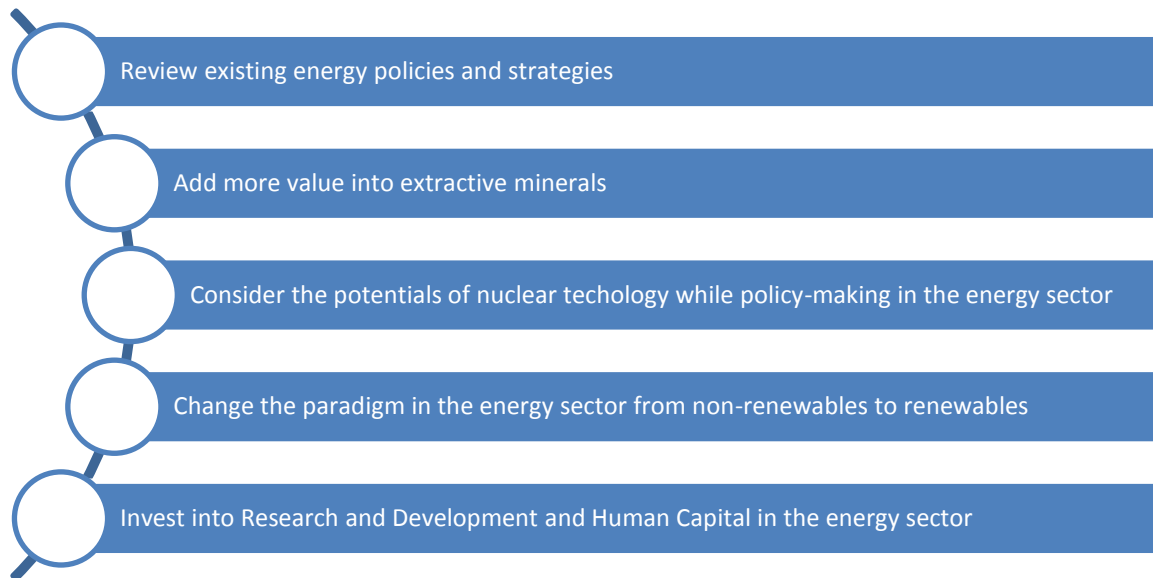 Review existing energy policies and strategies
Add more value into extractive minerals
Consider the potentials of nuclear techology while policy-making in the energy sector
Change the paradigm in the energy sector from non-renewables to renewables
Invest into Research and Development and Human Capital in the energy sector